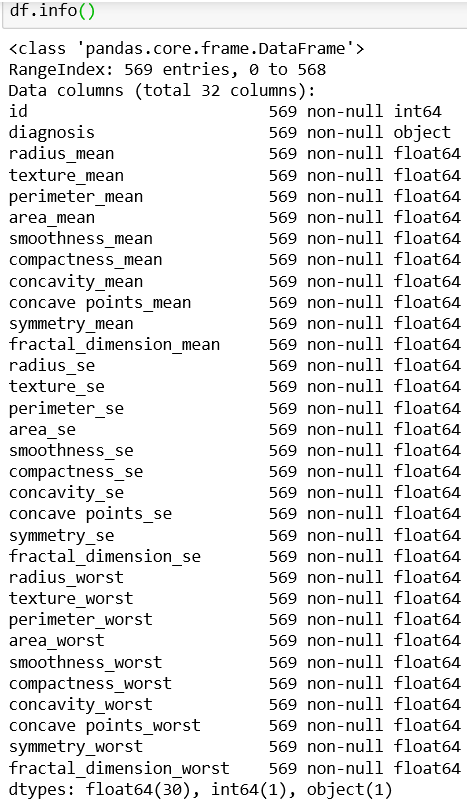 df.info()
<class 'pandas.core.frame.DataFrame'>
RangeIndex: 569 entries, 0 to 568
Data columns (total 32 columns):
id                         569 non-null int64
diagnosis                  569 non-null object
radius_mean                569 non-null float64
texture_mean               569 non-null float64
perimeter_mean             569 non-null float64
area_mean                  569 non-null float64
smoothness_mean            569 non-null float64
compactness_mean           569 non-null float64
concavity_mean             569 non-null float64
concave points_mean        569 non-null float64
symmetry_mean              569 non-null float64
fractal_dimension_mean     569 non-null float64
radius_se                  569 non-null float64
texture_se                 569 non-null float64
perimeter_se               569 non-null float64
area_se                    569 non-null float64
smoothness_se              569 non-null float64
compactness_se             569 non-null float64
concavity_se               569 non-null float64
concave points_se          569 non-null float64
symmetry_se                569 non-null float64
fractal_dimension_se       569 non-null float64
radius_worst               569 non-null float64
texture_worst              569 non-null float64
perimeter_worst            569 non-null float64
area_worst                 569 non-null float64
smoothness_worst           569 non-null float64
compactness_worst          569 non-null float64
concavity_worst            569 non-null float64
concave points_worst       569 non-null float64
symmetry_worst             569 non-null float64
fractal_dimension_worst    569 non-null float64
dtypes: float64(30), int64(1), object(1)